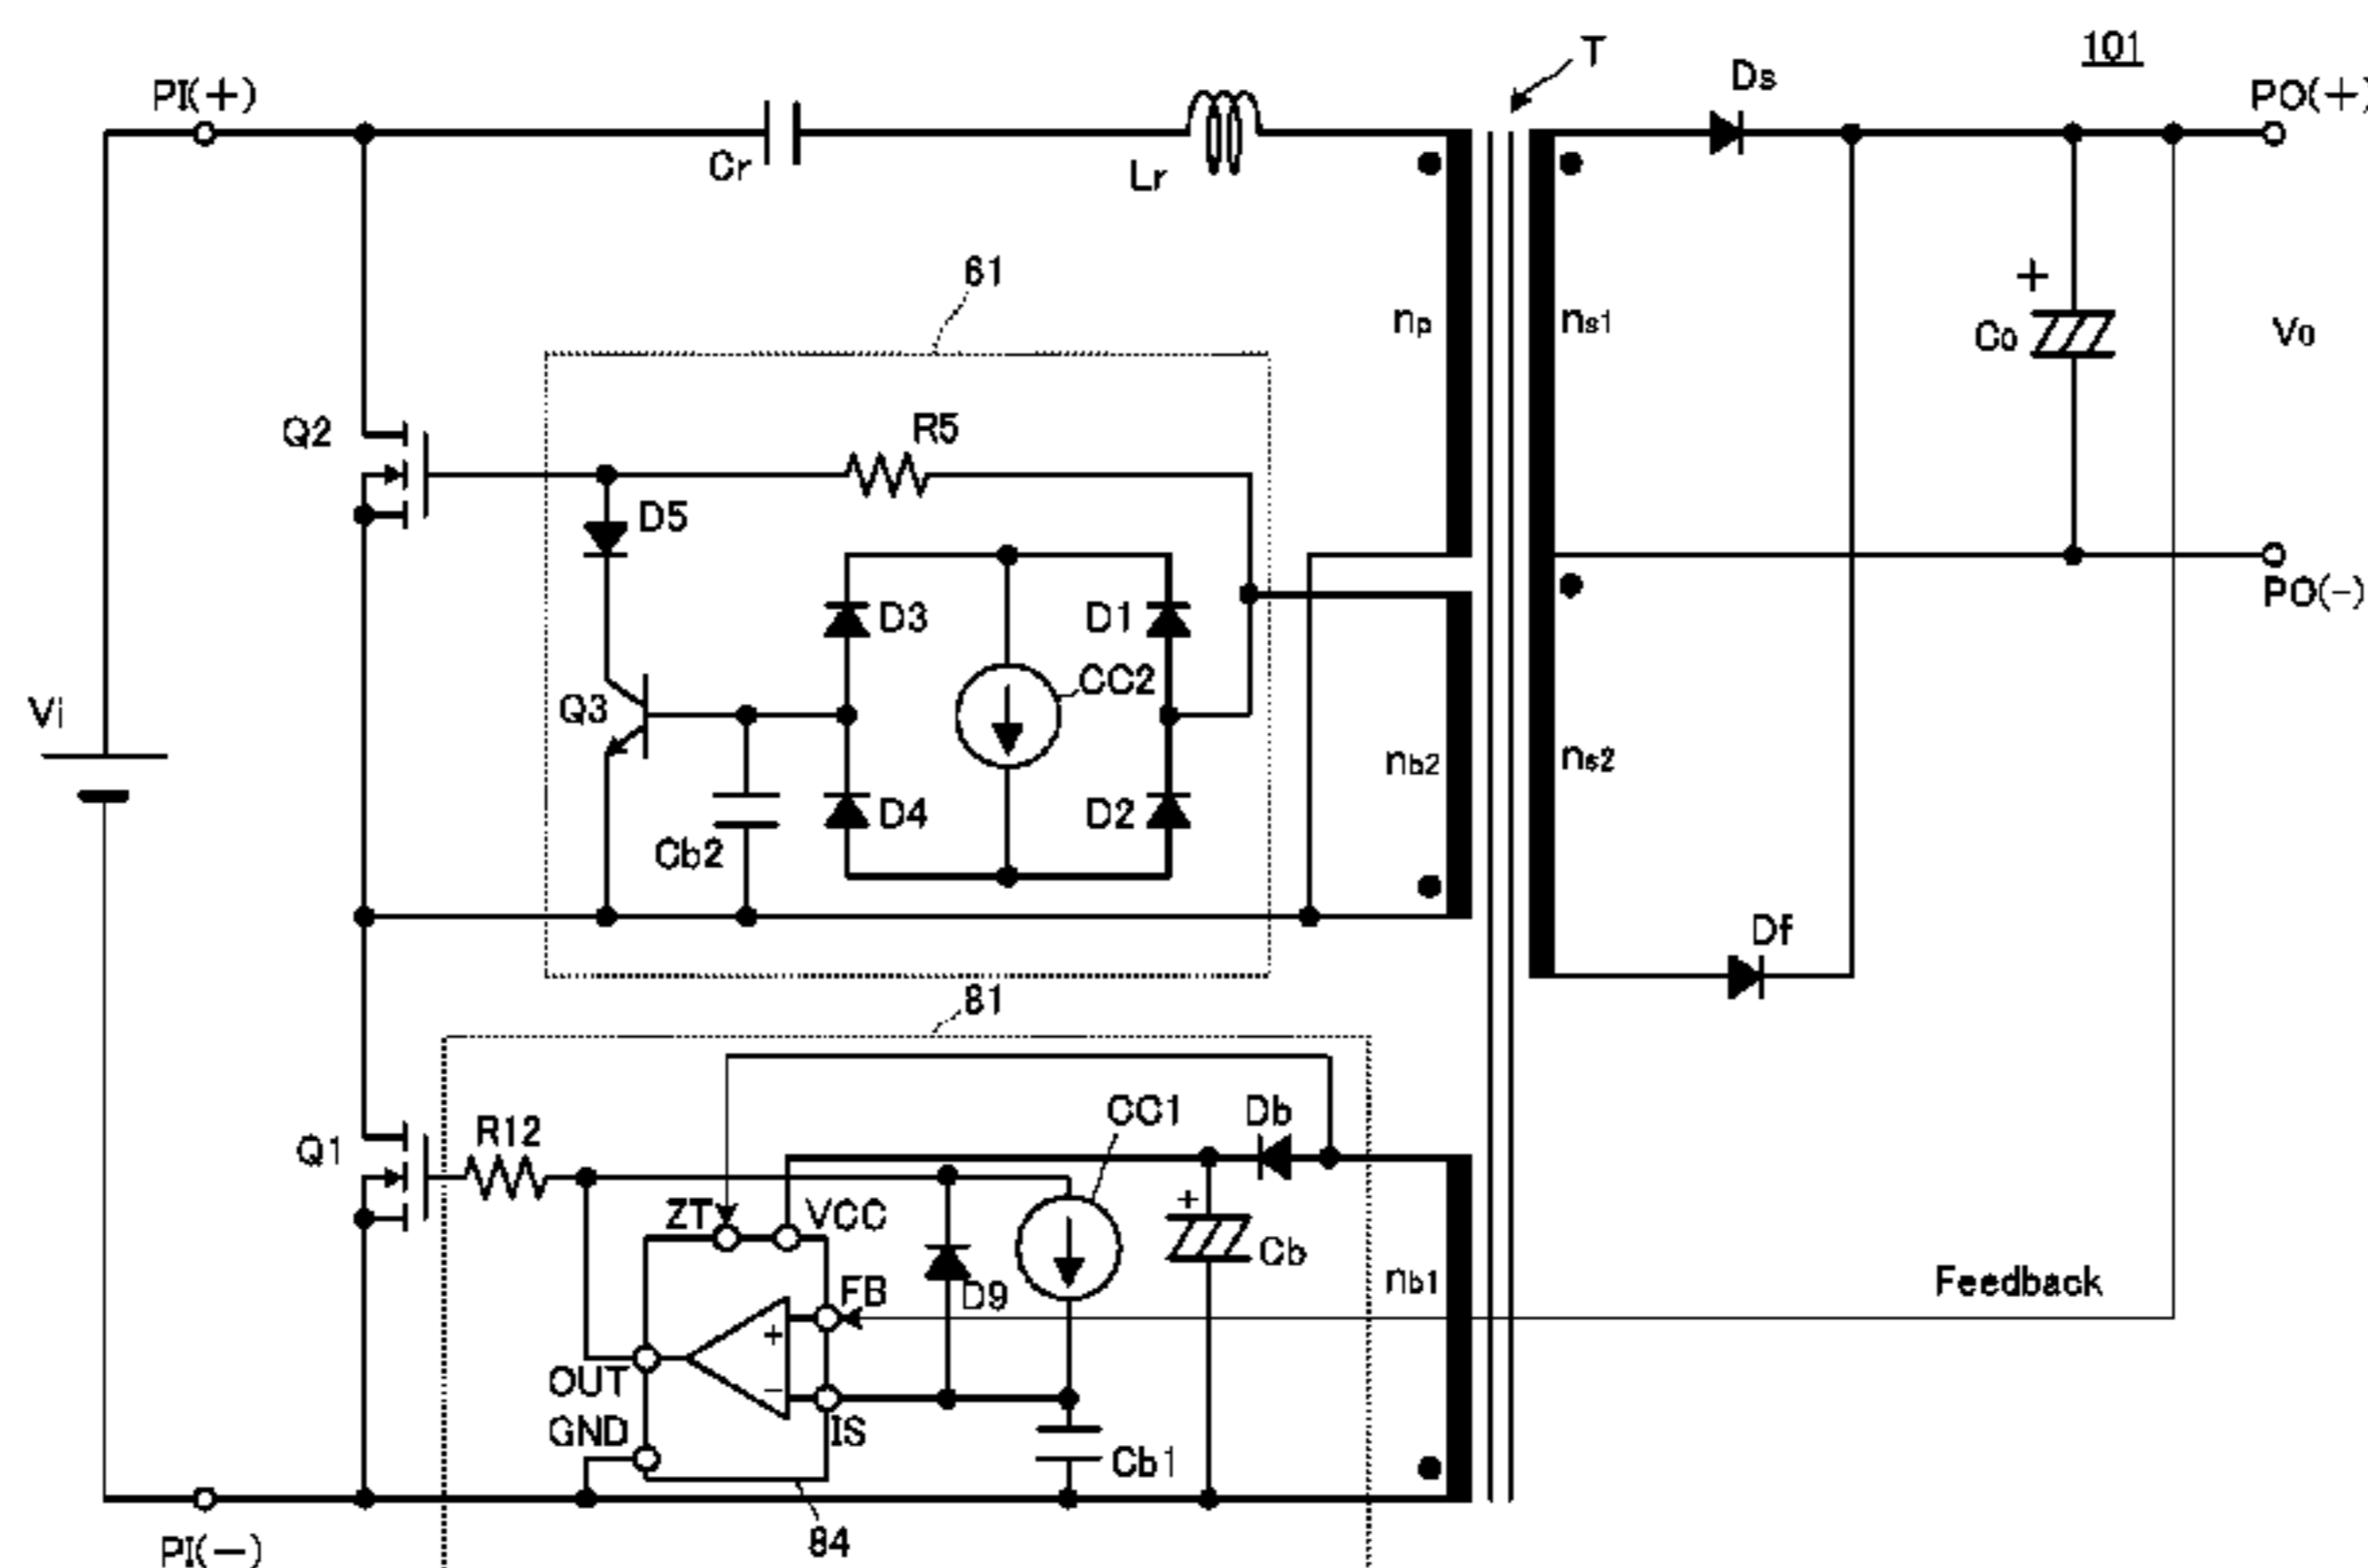 101
T
Ds
PI(+)
PO(+)
Cr
Lr
61
np
ns1
+
Co
Vo
Q2
R5
D5
PO(-)
D3
D1
CC2
Q3
Vi
nb2
ns2
D4
D2
Cb2
Df
81
CC1
Db
R12
Q1
ZT
VCC
+
Cb
FB
D9
nb1
Feedback
+
OUT
-
GND
IS
Cb1
84
PI(-)